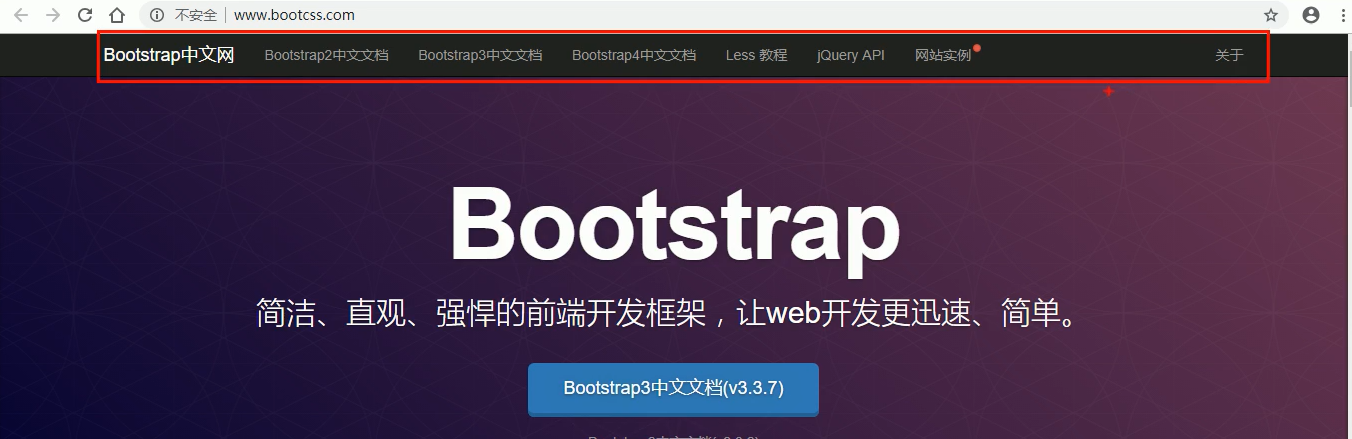 不安全 www.bootcss.com
Bootstrap中文网 Bootstrap2中文文档 Bootstrap3中文文档 Bootstrap4中文文档 Less 教程 jQuery API 网站实例 关于
Bootstrap
简洁、直观、强悍的前端开发框架，让web开发更迅速、简单。
Bootstrap3中文文档(v3.3.7)